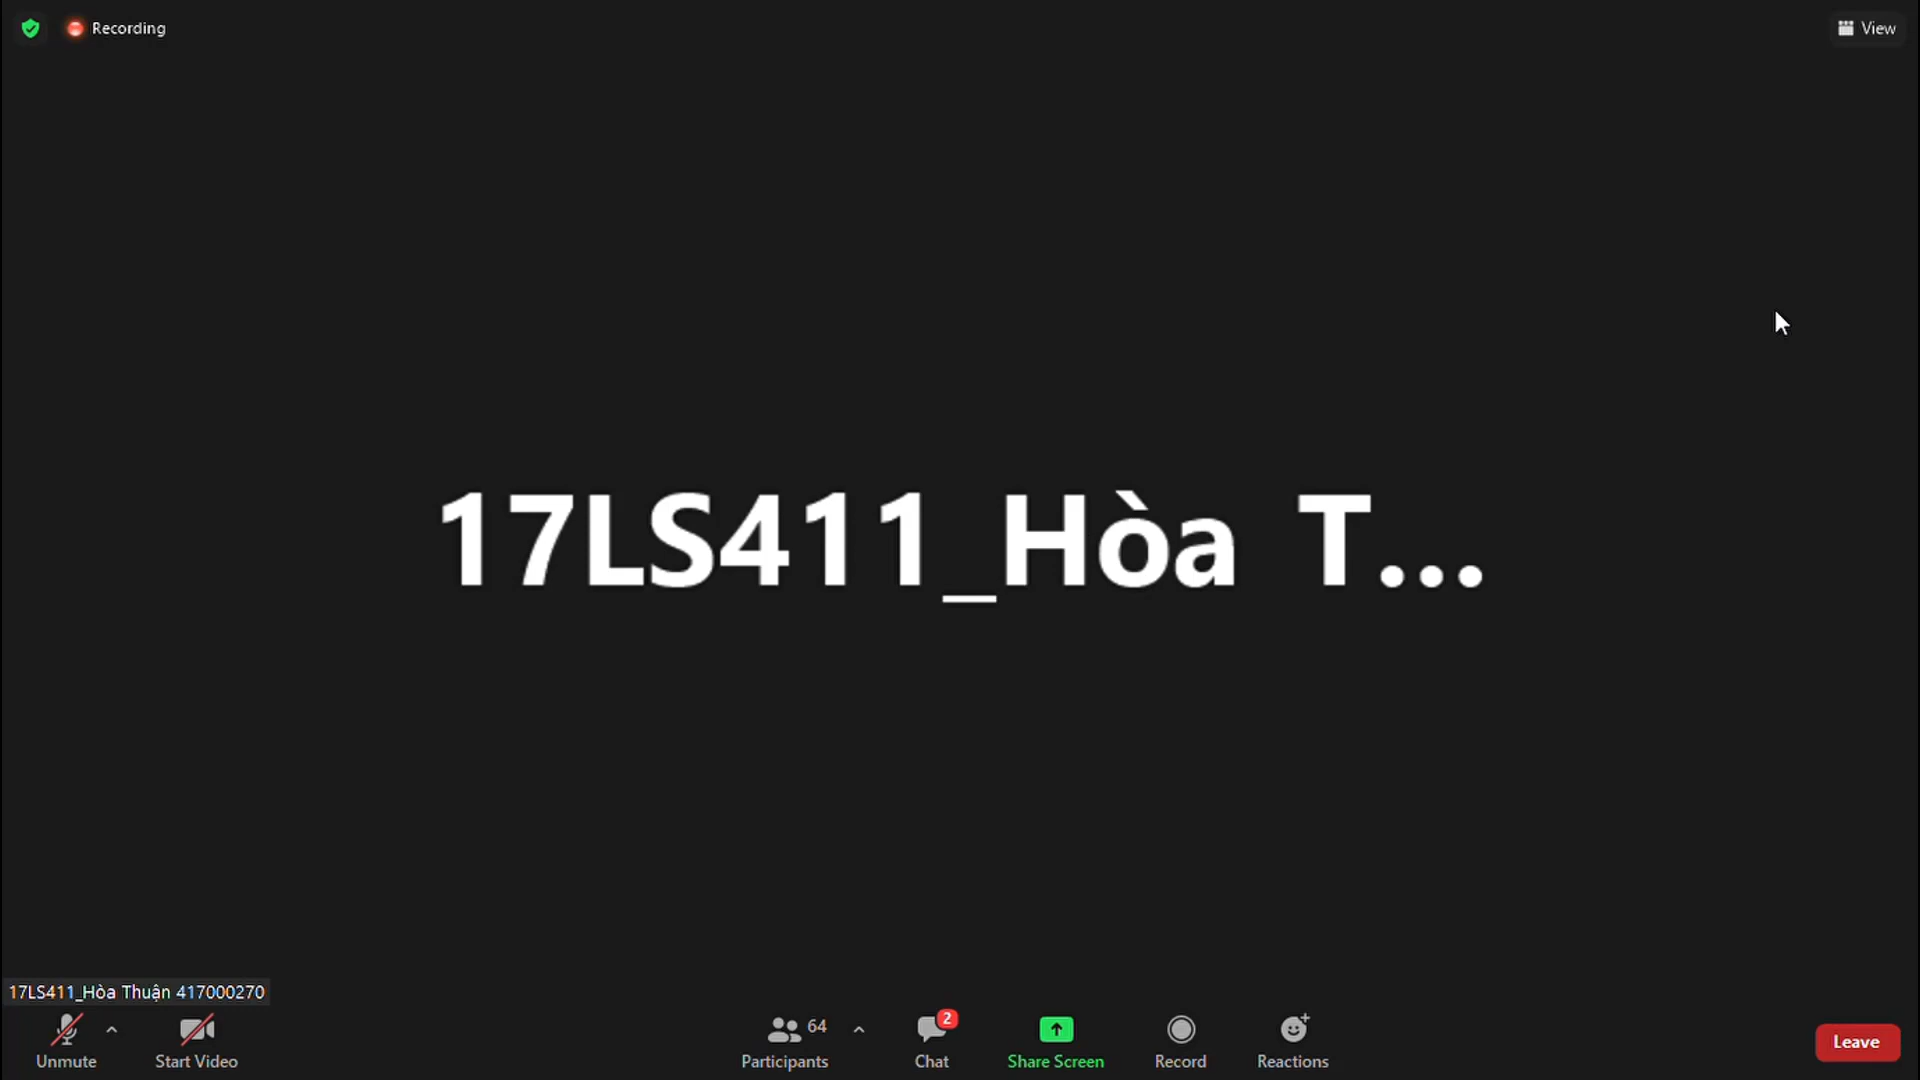 Recording
View
17LS411_Hòa T...
17LS411_Hòa Thuận 417000270
Unmute
Start Video
64
Participants
2
Chat
Share Screen
Record
Reactions
Leave